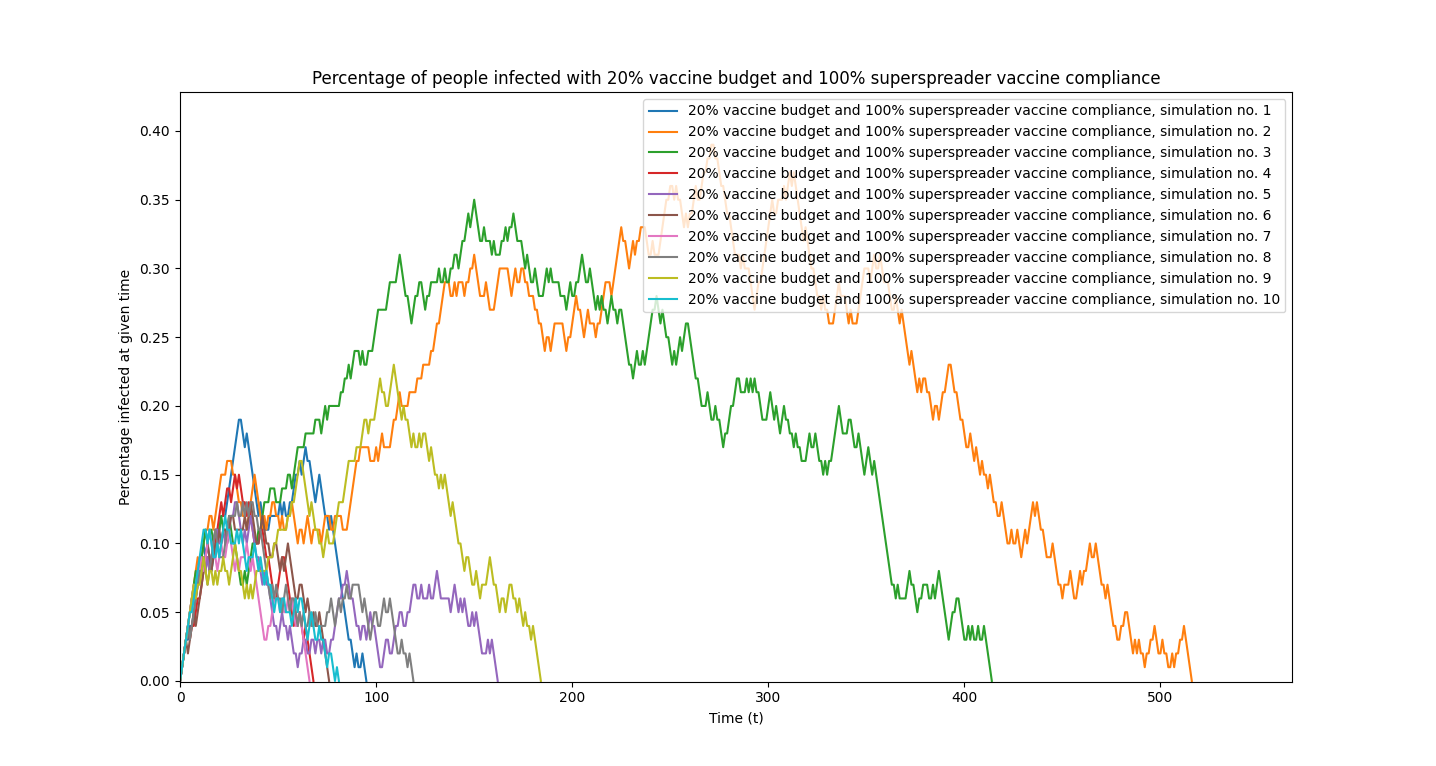 Percentage of people infected with 20% vaccine budget and 100% superspreader vaccine compliance
20% vaccine budget and 100% superspreader vaccine compliance, simulation no. 1
20% vaccine budget and 100% superspreader vaccine compliance, simulation no. 2
20% vaccine budget and 100% superspreader vaccine compliance, simulation no. 3
20% vaccine budget and 100% superspreader vaccine compliance, simulation no. 4
20% vaccine budget and 100% superspreader vaccine compliance, simulation no. 5
20% vaccine budget and 100% superspreader vaccine compliance, simulation no. 6
20% vaccine budget and 100% superspreader vaccine compliance, simulation no. 7
20% vaccine budget and 100% superspreader vaccine compliance, simulation no. 8
20% vaccine budget and 100% superspreader vaccine compliance, simulation no. 9
20% vaccine budget and 100% superspreader vaccine compliance, simulation no. 10
Percentage infected at given time
0.40
0.35
0.30
0.25
0.20
0.15
0.10
0.05
0.00
0
100
200
300
400
500
Time (t)